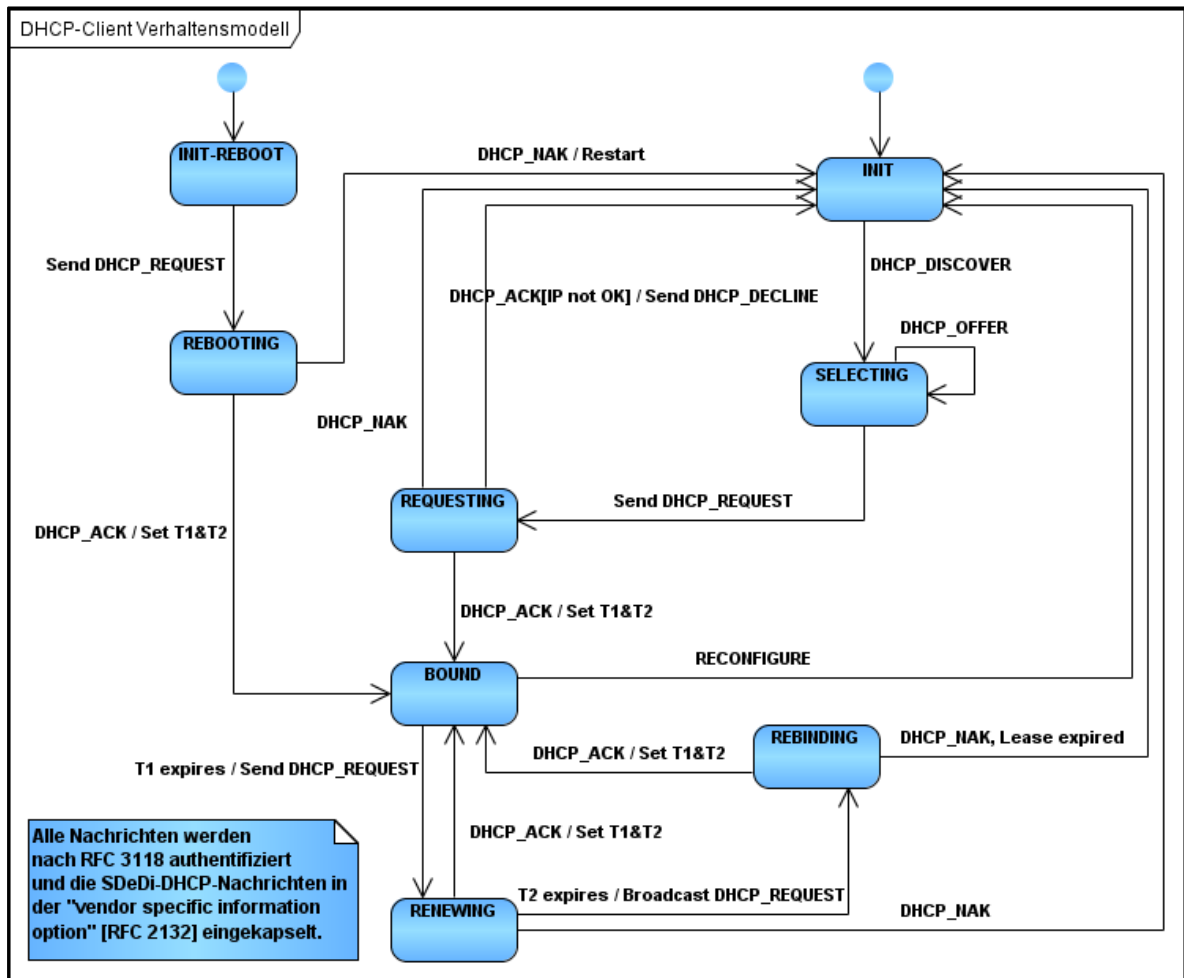 DHCP-Client Verhaltensmodell
INIT-REBOOT
DHCP_NAK / Restart
INIT
Send DHCP_REQUEST
DHCP_DISCOVER
DHCP_ACK[IP not OK] / Send DHCP_DECLINE
DHCP_OFFER
REBOOTING
SELECTING
DHCP_NAK
REQUESTING
Send DHCP_REQUEST
DHCP_ACK / Set T1&T2
DHCP_ACK / Set T1&T2
BOUND
RECONFIGURE
REBINDING
DHCP_NAK, Lease expired
DHCP_ACK / Set T1&T2
T1 expires / Send DHCP_REQUEST
DHCP_ACK / Set T1&T2
T2 expires / Broadcast DHCP_REQUEST
RENEWING
DHCP_NAK
Alle Nachrichten werden
nach RFC 3118 authentifiziert
und die SDeDi-DHCP-Nachrichten in
der "vendor specific information
option" [RFC 2132] eingekapselt.